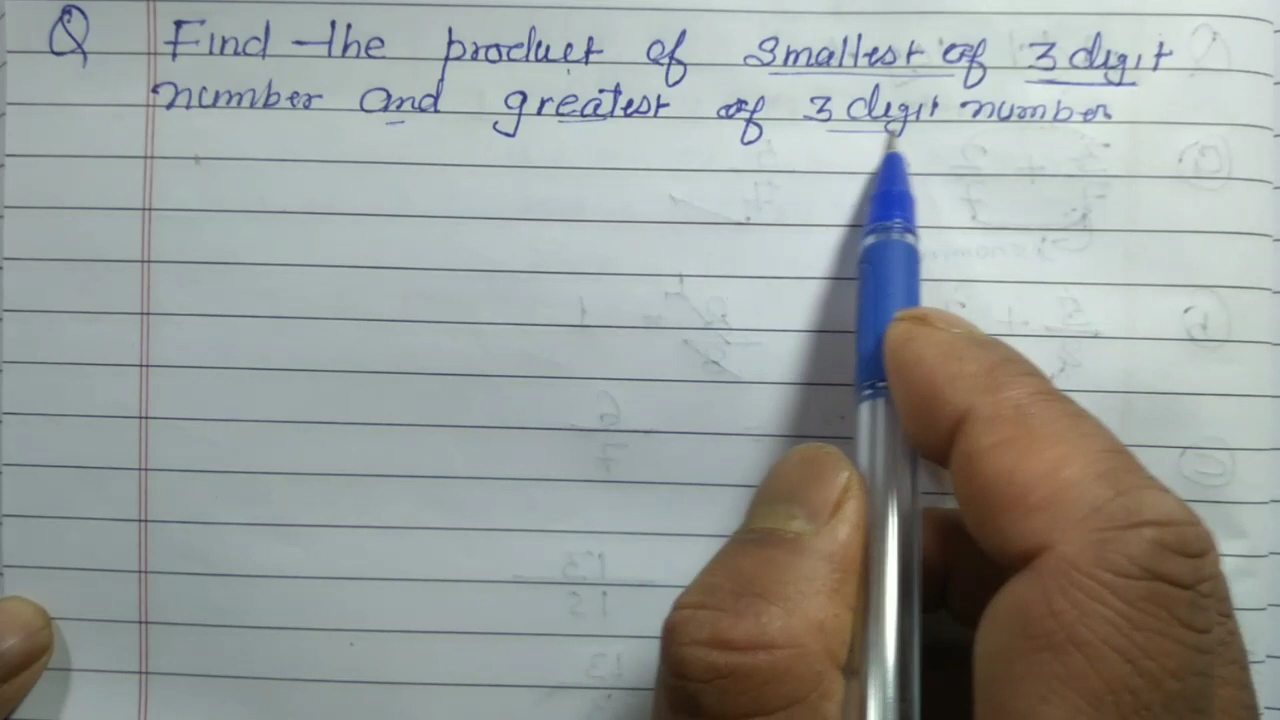 Q Find the product of smallest of 3 digit
number and greatest of 3 digit number